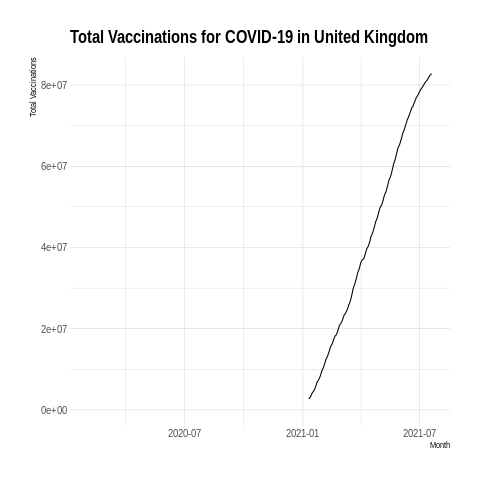 Total Vaccinations for COVID-19 in United Kingdom
Total Vaccinations
8e+07
6e+07
4e+07
2e+07
0e+00
2020-07 2021-01 2021-07
Month